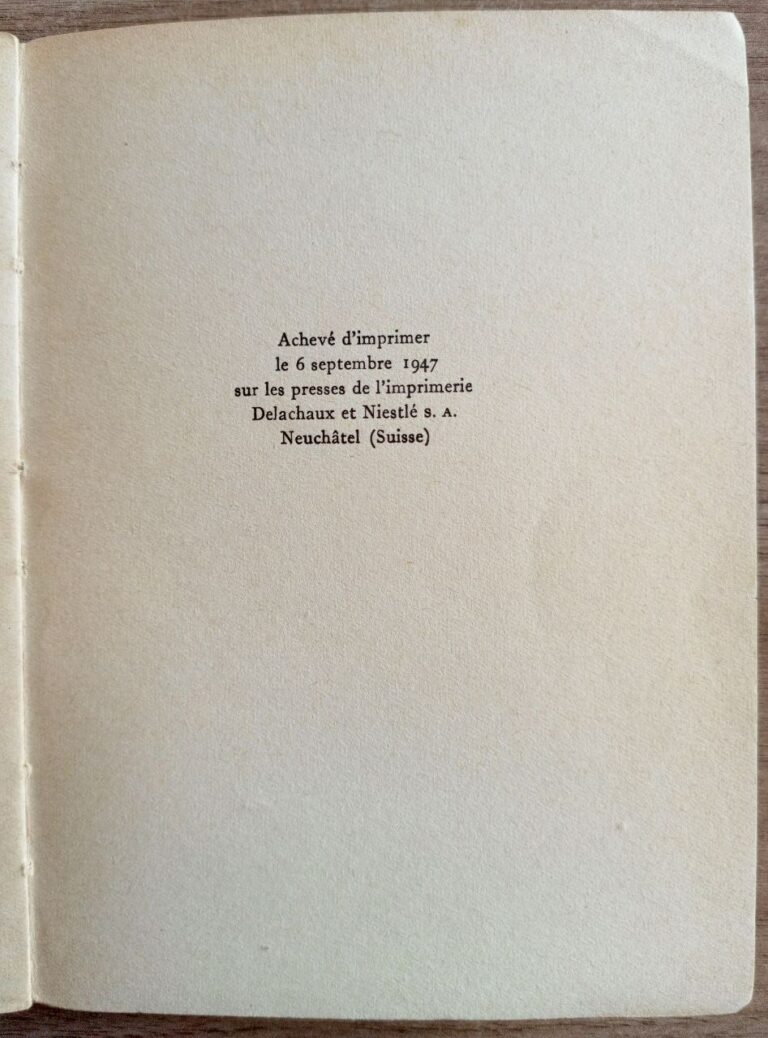 Achevé d'imprimer
le 6 septembre 1947
sur les presses de l'imprimerie
Delachaux et Niestlé S. A.
Neuchâtel (Suisse)